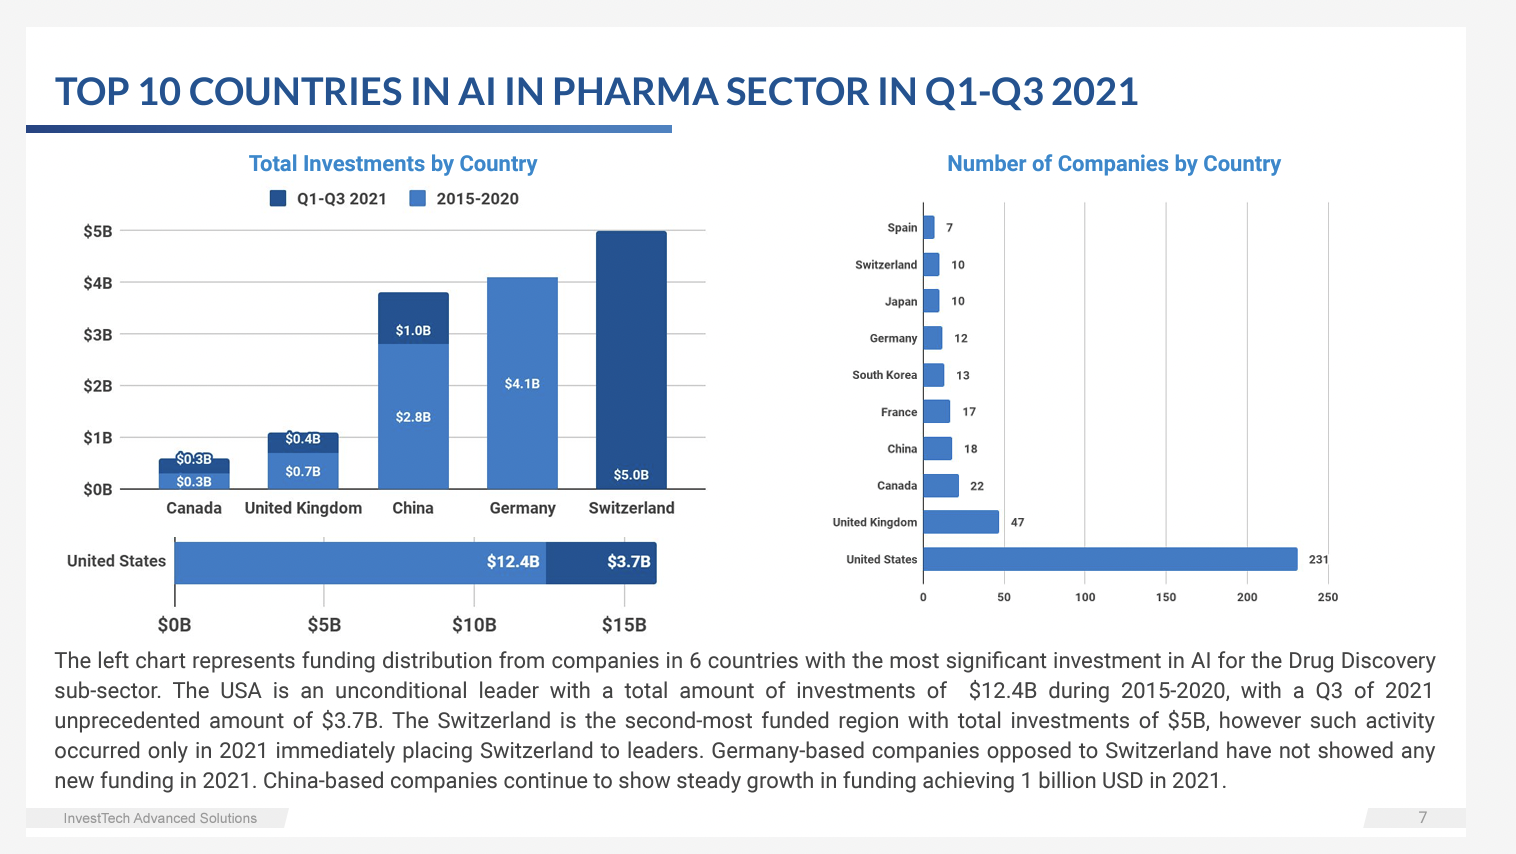 TOP 10 COUNTRIES IN AI IN PHARMA SECTOR IN Q1-Q3 2021
Total Investments by Country
Q1-Q3 2021 2015-2020
$5B
$4B
$3B
$2B
$1B
$0B
$0.3B
$0.3B
$0.4B
$0.7B
$1.0B
$2.8B
$4.1B
$5.0B
Canada United Kingdom China Germany Switzerland
United States $12.4B $3.7B
$0B $5B $10B $15B
Number of Companies by Country
Spain 7
Switzerland 10
Japan 10
Germany 12
South Korea 13
France 17
China 18
Canada 22
United Kingdom 47
United States 231
0 50 100 150 200 250
The left chart represents funding distribution from companies in 6 countries with the most significant investment in AI for the Drug Discovery
sub-sector. The USA is an unconditional leader with a total amount of investments of $12.4B during 2015-2020, with a Q3 of 2021
unprecedented amount of $3.7B. The Switzerland is the second-most funded region with total investments of $5B, however such activity
occurred only in 2021 immediately placing Switzerland to leaders. Germany-based companies opposed to Switzerland have not showed any
new funding in 2021. China-based companies continue to show steady growth in funding achieving 1 billion USD in 2021.
InvestTech Advanced Solutions
7